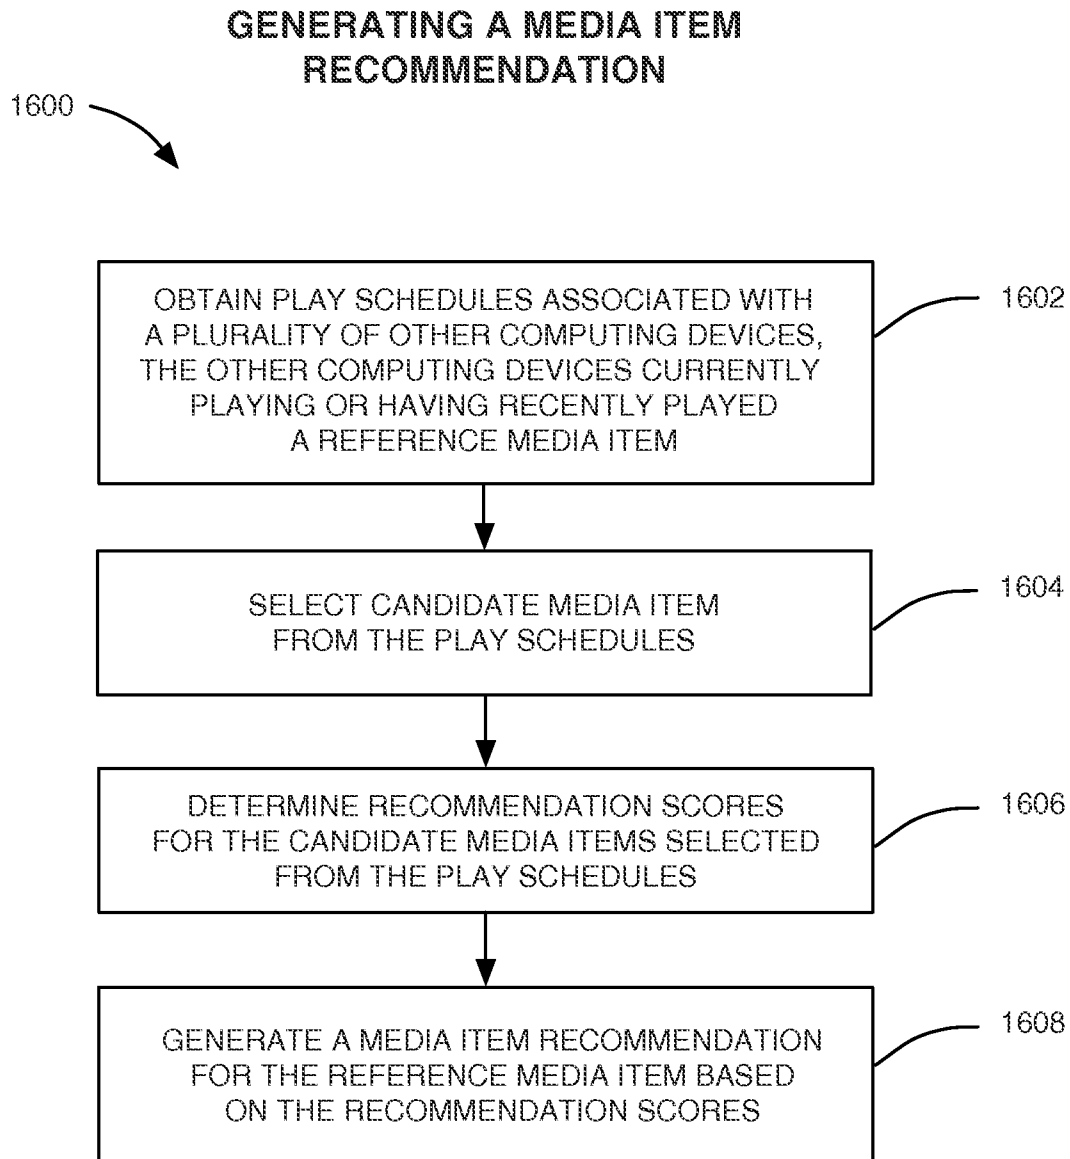 GENERATING A MEDIA ITEM
RECOMMENDATION
1600
OBTAIN PLAY SCHEDULES ASSOCIATED WITH
A PLURALITY OF OTHER COMPUTING DEVICES,
THE OTHER COMPUTING DEVICES CURRENTLY
PLAYING OR HAVING RECENTLY PLAYED
A REFERENCE MEDIA ITEM
1602
SELECT CANDIDATE MEDIA ITEM
FROM THE PLAY SCHEDULES
1604
DETERMINE RECOMMENDATION SCORES
FOR THE CANDIDATE MEDIA ITEMS SELECTED
FROM THE PLAY SCHEDULES
1606
GENERATE A MEDIA ITEM RECOMMENDATION
FOR THE REFERENCE MEDIA ITEM BASED
ON THE RECOMMENDATION SCORES
1608